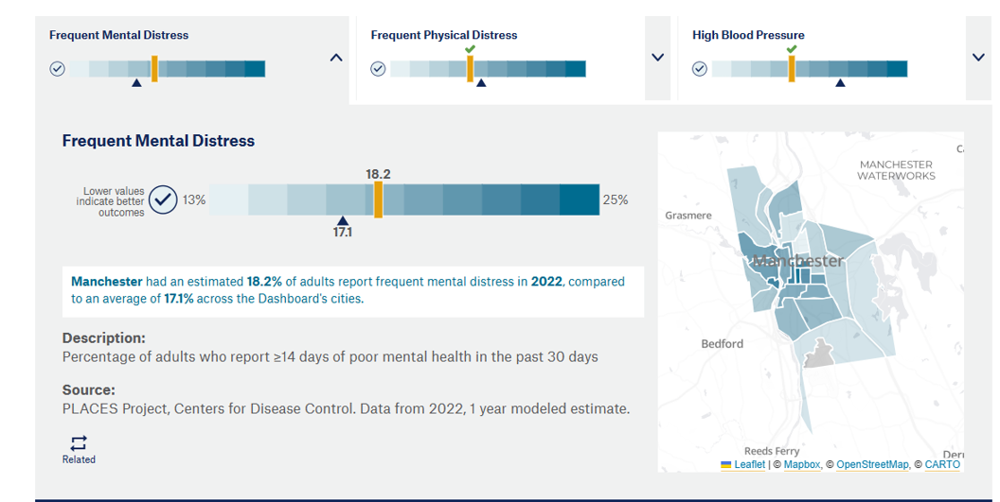 Frequent Mental Distress
Frequent Physical Distress
High Blood Pressure
Frequent Mental Distress
18.2
Lower values
indicate better
outcomes
13%
25%
17.1
Manchester had an estimated 18.2% of adults report frequent mental distress in 2022, compared
to an average of 17.1% across the Dashboard's cities.
Description:
Percentage of adults who report ≥14 days of poor mental health in the past 30 days
Source:
PLACES Project, Centers for Disease Control. Data from 2022, 1 year modeled estimate.
Related
MANCHESTER
WATERWORKS
Grasmere
Manchester
Bedford
Reeds Ferry
Leaflet | © Mapbox, © OpenStreetMap, © CARTO